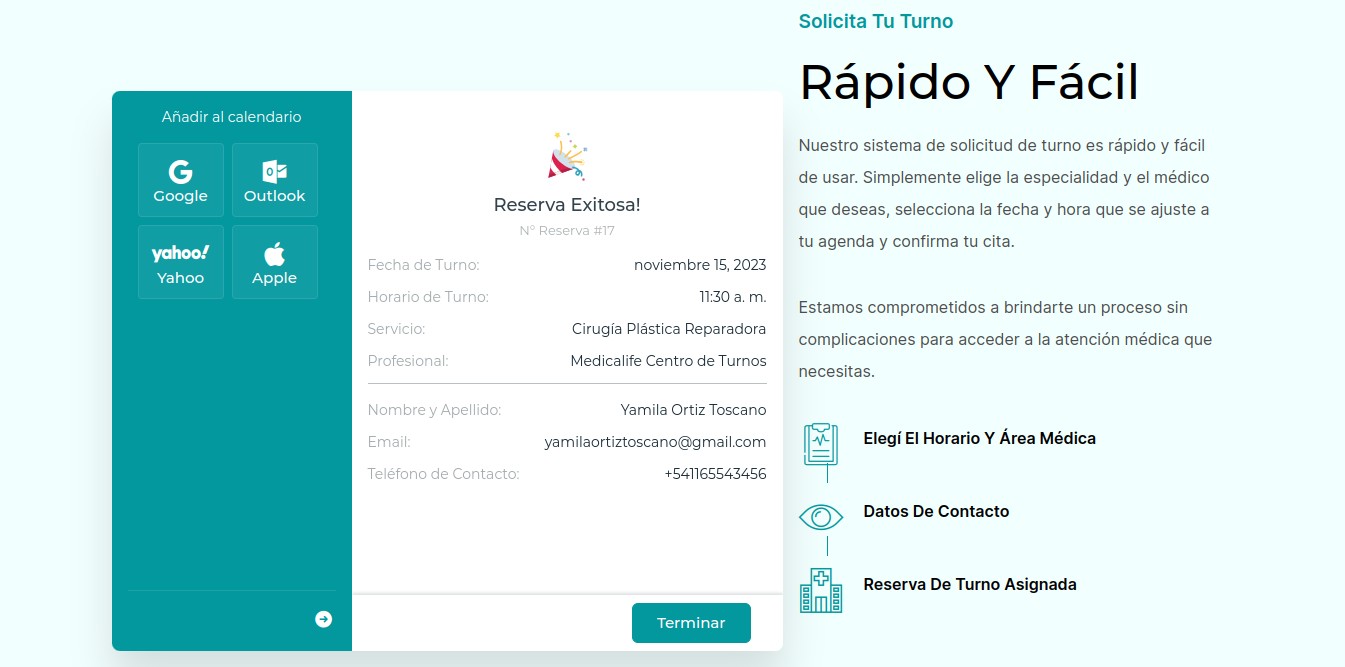 Añadir al calendario
Google
Outlook
yahoo!
Yahoo
Apple
Reserva Exitosa!
N° Reserva #17
Fecha de Turno: noviembre 15, 2023
Horario de Turno: 11:30 a. m.
Servicio: Cirugía Plástica Reparadora
Profesional: Medicalife Centro de Turnos
Nombre y Apellido: Yamila Ortiz Toscano
Email: yamilaortiztoscano@gmail.com
Teléfono de Contacto: +541165543456
Terminar
Solicita Tu Turno
Rápido Y Fácil
Nuestro sistema de solicitud de turno es rápido y fácil
de usar. Simplemente elige la especialidad y el médico
que deseas, selecciona la fecha y hora que se ajuste a
tu agenda y confirma tu cita.
Estamos comprometidos a brindarte un proceso sin
complicaciones para acceder a la atención médica que
necesitas.
Elegí El Horario Y Área Médica
Datos De Contacto
Reserva De Turno Asignada